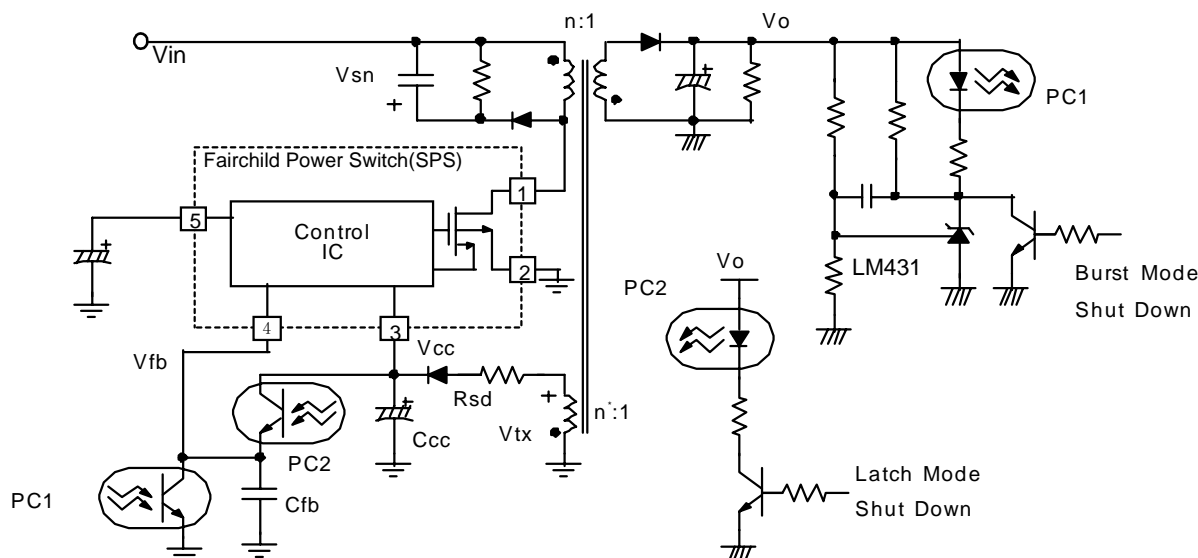 n:1
Vo
Vin
Vsn
+
+
PC1
Fairchild Power Switch(SPS)
1
5
+
Control
IC
2
LM431
Vo
PC2
Burst Mode
Shut Down
4
3
Vfb
Vcc
Rsd
+
n':1
+
Vtx
Ccc
PC2
PC1
Cfb
Latch Mode
Shut Down